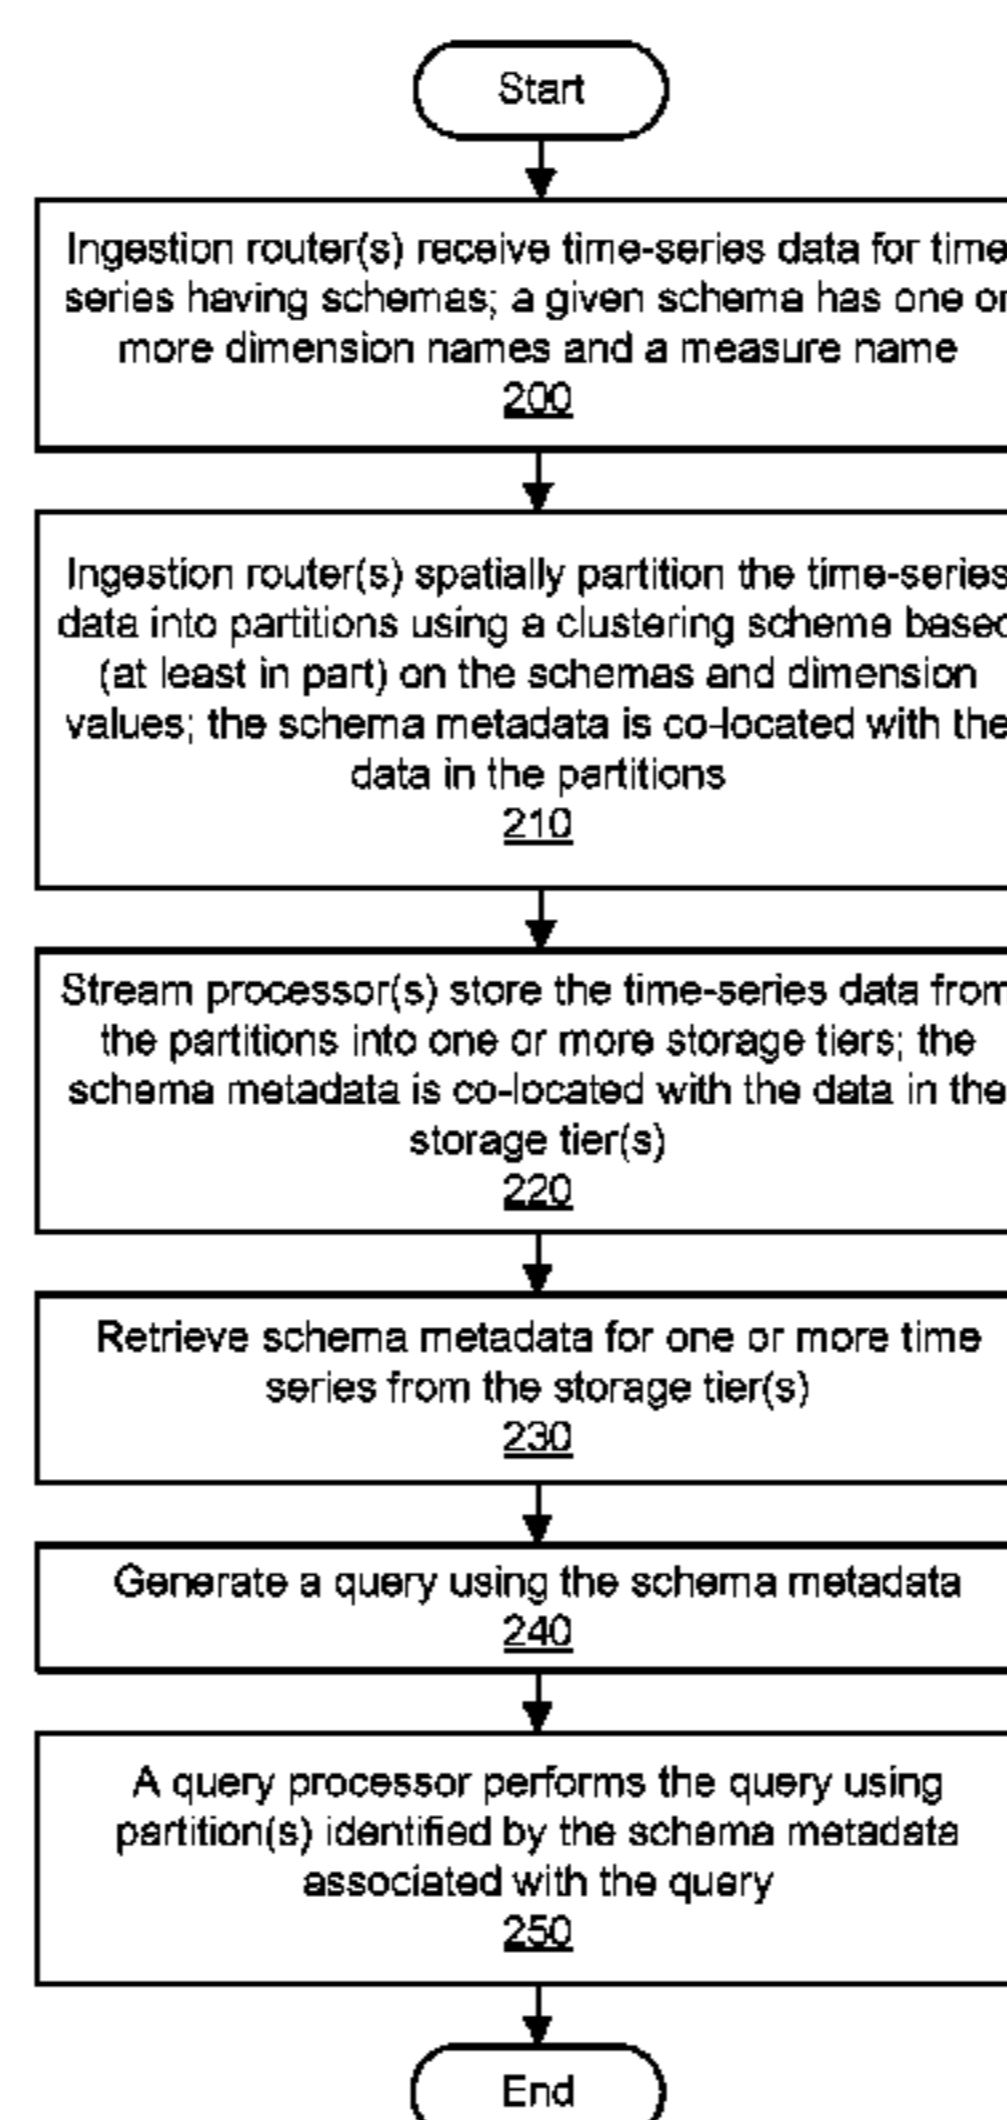 Start
Ingestion router(s) receive time-series data for time
series having schemas; a given schema has one or
more dimension names and a measure name
200
Ingestion router(s) spatially partition the time-series
data into partitions using a clustering scheme based
(at least in part) on the schemas and dimension
values; the schema metadata is co-located with the
data in the partitions
210
Stream processor(s) store the time-series data from
the partitions into one or more storage tiers; the
schema metadata is co-located with the data in the
storage tier(s)
220
Retrieve schema metadata for one or more time
series from the storage tier(s)
230
Generate a query using the schema metadata
240
A query processor performs the query using
partition(s) identified by the schema metadata
associated with the query
250
End